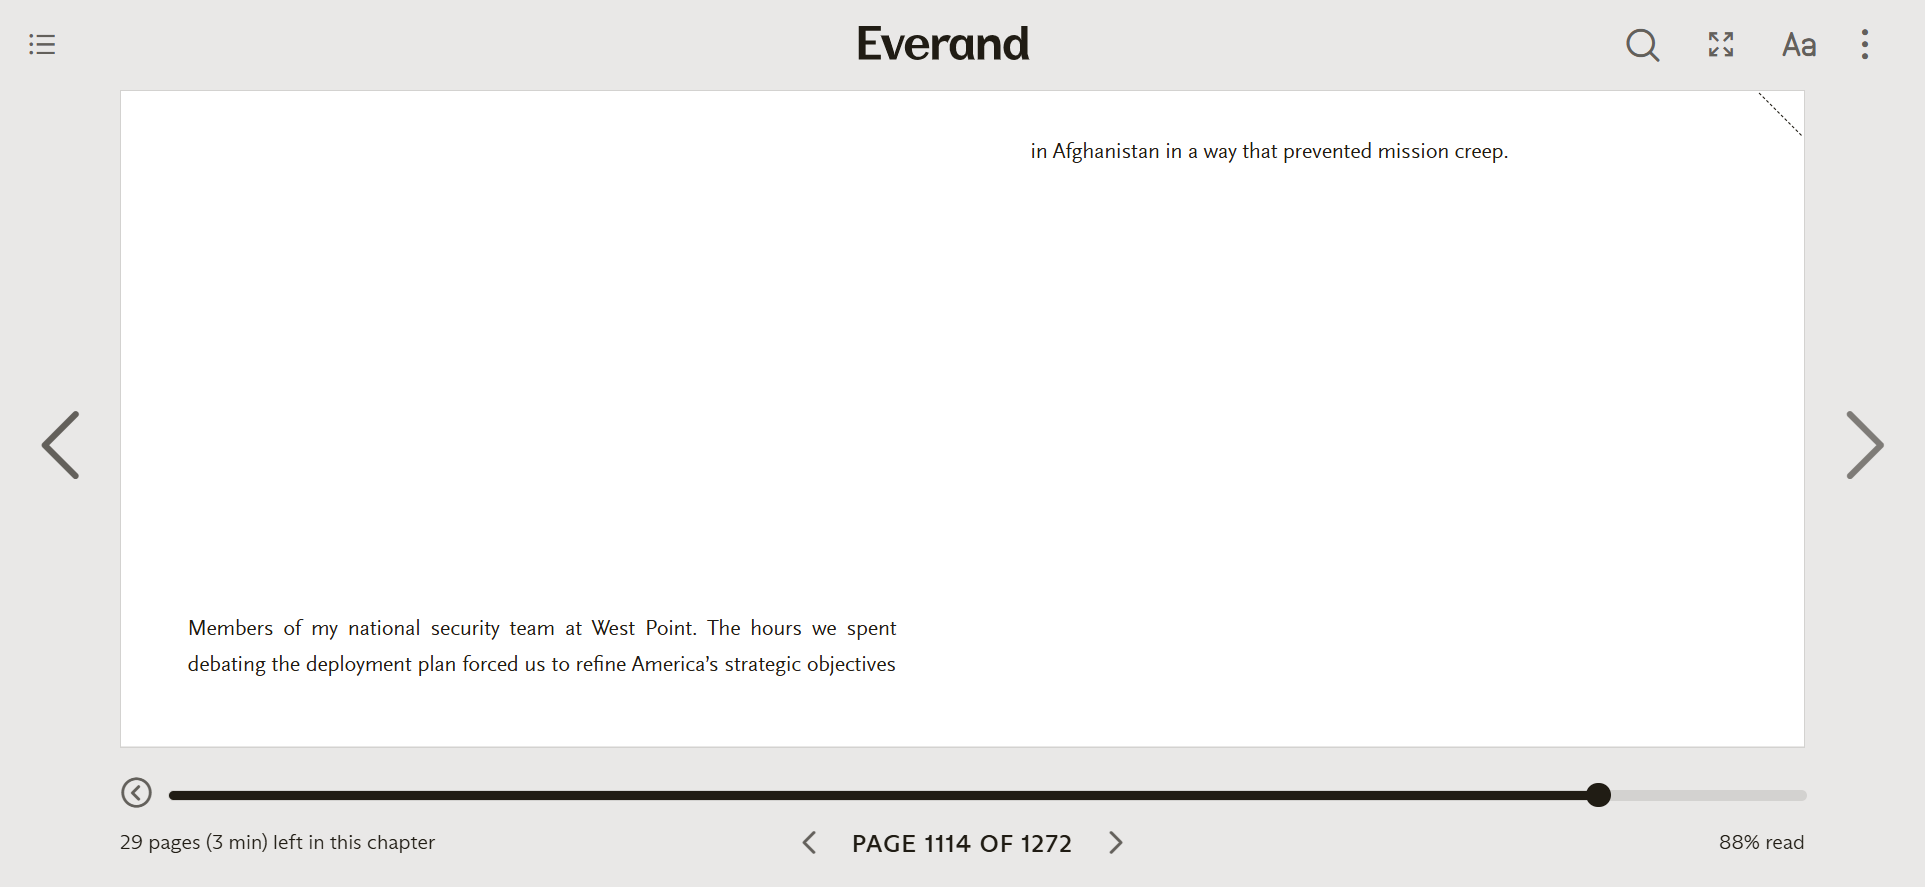 Everand
Aa
Members of my national security team at West Point. The hours we spent
debating the deployment plan forced us to refine America’s strategic objectives
in Afghanistan in a way that prevented mission creep.
29 pages (3 min) left in this chapter
PAGE 1114 OF 1272
88% read